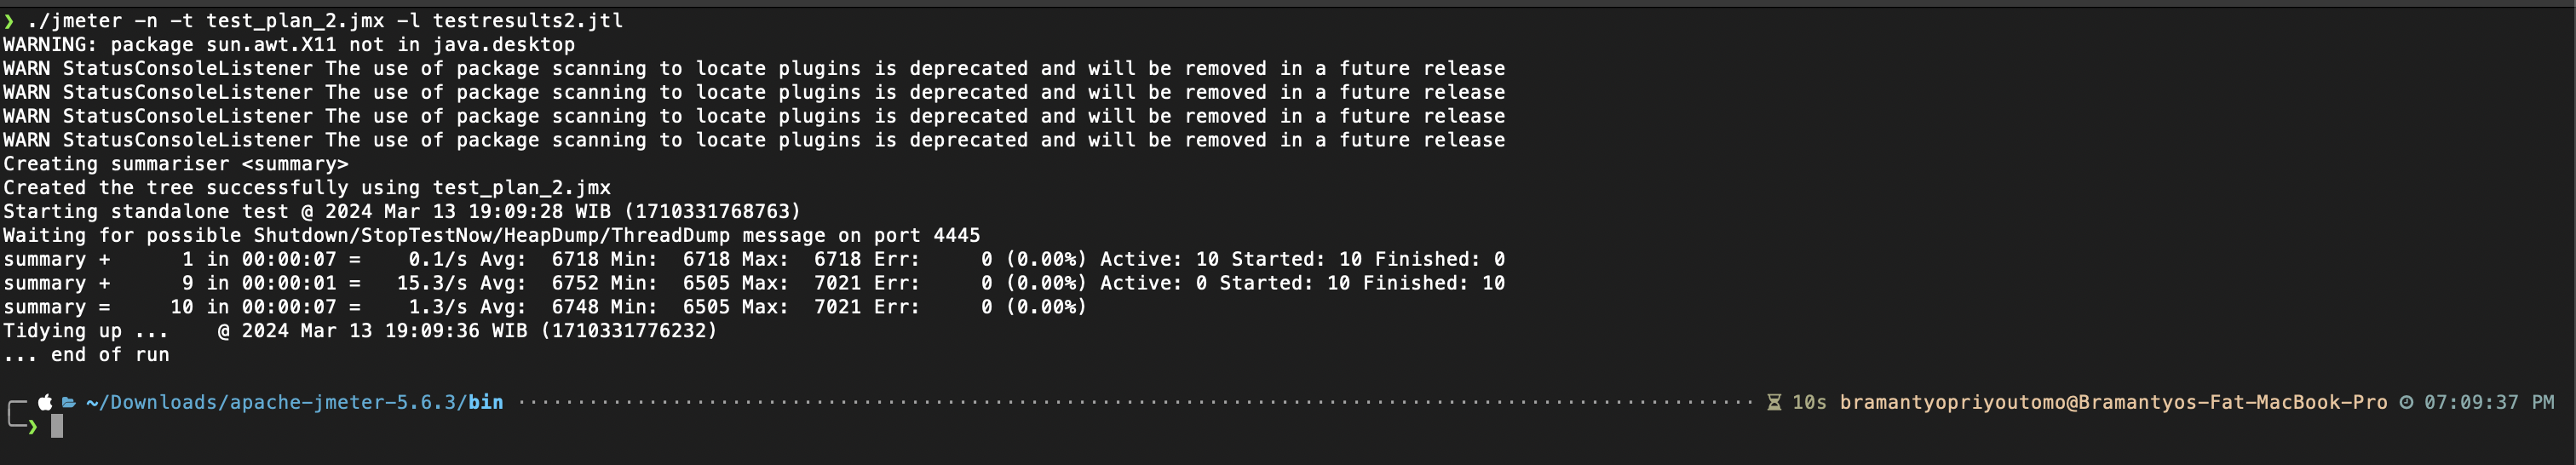 ❯ ./jmeter -n -t test_plan_2.jmx -l testresults2.jtl
WARNING: package sun.awt.X11 not in java.desktop
WARN StatusConsoleListener The use of package scanning to locate plugins is deprecated and will be removed in a future release
WARN StatusConsoleListener The use of package scanning to locate plugins is deprecated and will be removed in a future release
WARN StatusConsoleListener The use of package scanning to locate plugins is deprecated and will be removed in a future release
WARN StatusConsoleListener The use of package scanning to locate plugins is deprecated and will be removed in a future release
Creating summariser <summary>
Created the tree successfully using test_plan_2.jmx
Starting standalone test @ 2024 Mar 13 19:09:28 WIB (1710331768763)
Waiting for possible Shutdown/StopTestNow/HeapDump/ThreadDump message on port 4445
summary +      1 in 00:00:07 =    0.1/s Avg:  6718 Min:  6718 Max:  6718 Err:     0 (0.00%) Active: 10 Started: 10 Finished: 0
summary +      9 in 00:00:01 =   15.3/s Avg:  6752 Min:  6505 Max:  7021 Err:     0 (0.00%) Active: 0 Started: 10 Finished: 10
summary =     10 in 00:00:07 =    1.3/s Avg:  6748 Min:  6505 Max:  7021 Err:     0 (0.00%)
Tidying up ...    @ 2024 Mar 13 19:09:36 WIB (1710331776232)
... end of run
~/Downloads/apache-jmeter-5.6.3/bin 10s bramantyopriyoutomo@Bramantyos-Fat-MacBook-Pro 07:09:37 PM
❯